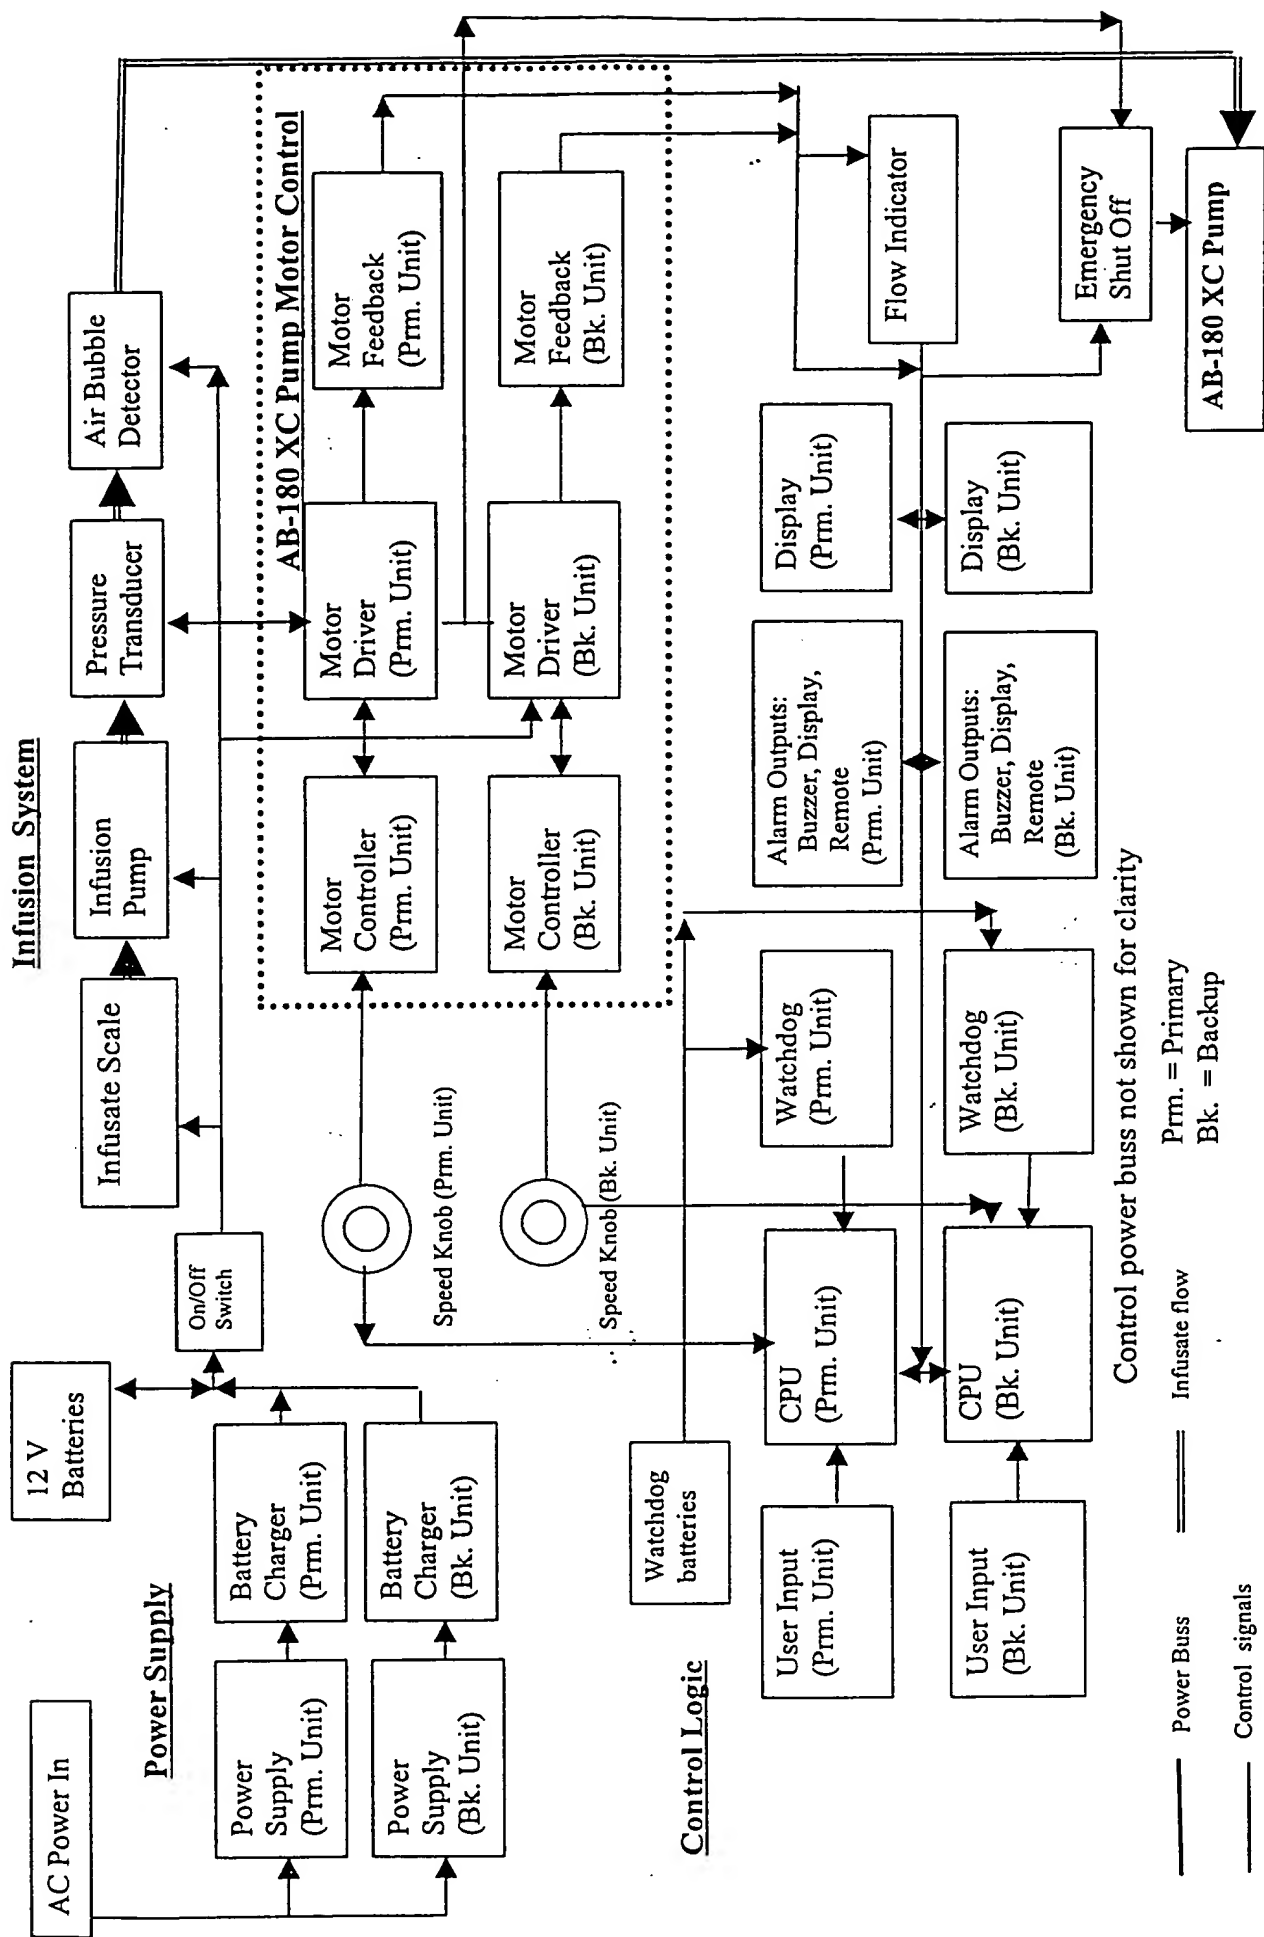 Infusion System
Infusate Scale
Infusion
Pump
Pressure
Transducer
Air Bubble
Detector
AC Power In
Power Supply
12 V
Batteries
On/Off
Switch
Power
Supply
(Prm. Unit)
Battery
Charger
(Prm. Unit)
Power
Supply
(Bk. Unit)
Battery
Charger
(Bk. Unit)
AB-180 XC Pump Motor Control
Speed Knob (Prm. Unit)
Motor
Controller
(Prm. Unit)
Motor
Driver
(Prm. Unit)
Motor
Feedback
(Prm. Unit)
Speed Knob (Bk. Unit)
Motor
Controller
(Bk. Unit)
Motor
Driver
(Bk. Unit)
Motor
Feedback
(Bk. Unit)
Control Logic
Watchdog
batteries
User Input
(Prm. Unit)
CPU
(Prm. Unit)
Watchdog
(Prm. Unit)
Alarm Outputs:
Buzzer, Display,
Remote
(Prm. Unit)
Display
(Prm. Unit)
Flow Indicator
User Input
(Bk. Unit)
CPU
(Bk. Unit)
Watchdog
(Bk. Unit)
Alarm Outputs:
Buzzer, Display,
Remote
(Bk. Unit)
Display
(Bk. Unit)
Emergency
Shut Off
AB-180 XC Pump
Control power buss not shown for clarity
Prm. = Primary
Bk. = Backup
Power Buss
Infusate flow
Control signals